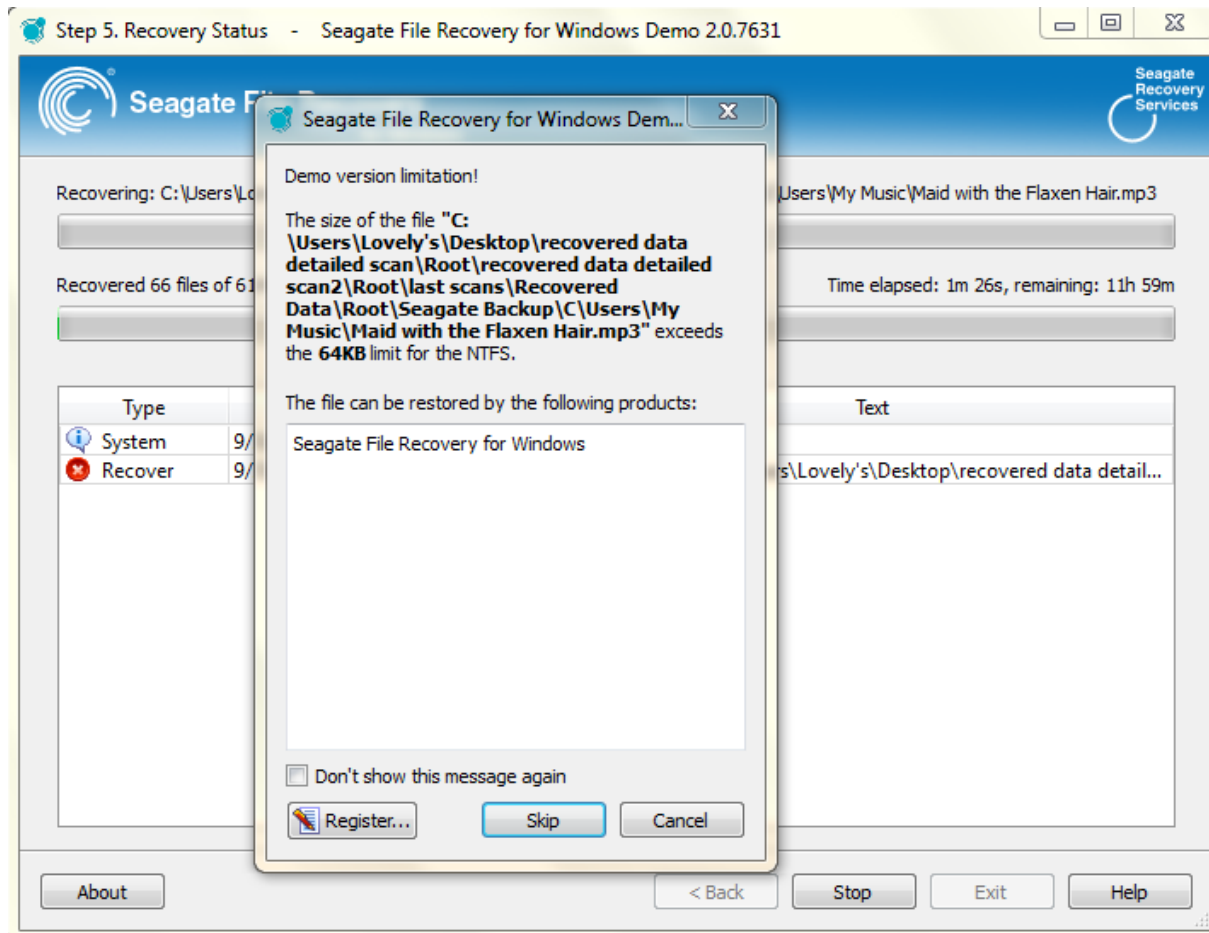 Step 5. Recovery Status - Seagate File Recovery for Windows Demo 2.0.7631
Seagate
Seagate
Recovery
Services
Seagate File Recovery for Windows Dem...
Demo version limitation!
The size of the file "C:
\Users\Lovely's\Desktop\recovered data
detailed scan\Root\recovered data detailed
scan2\Root\last scans\Recovered
Data\Root\Seagate Backup\C\Users\My
Music\Maid with the Flaxen Hair.mp3" exceeds
the 64KB limit for the NTFS.
The file can be restored by the following products:
Seagate File Recovery for Windows
Don't show this message again
Register...
Skip
Cancel
Recovering: C:\Users\Lo
Users\My Music\Maid with the Flaxen Hair.mp3
Recovered 66 files of 61
Time elapsed: 1m 26s, remaining: 11h 59m
Type
Text
System 9/
Recover 9/
s\Lovely's\Desktop\recovered data detail...
About
< Back
Stop
Exit
Help